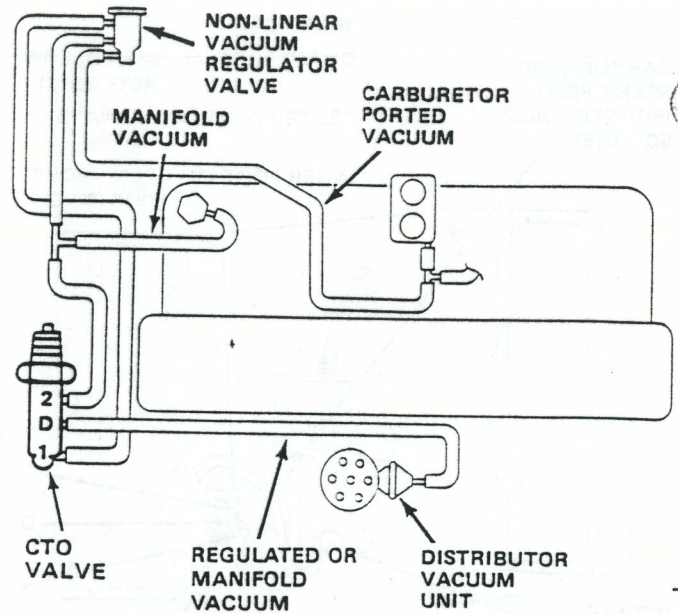 NON-LINEAR
VACUUM
REGULATOR
VALVE
MANIFOLD
VACUUM
CARBURETOR
PORTED
VACUUM
2
D
1
CTO
VALVE
REGULATED OR
MANIFOLD
VACUUM
DISTRIBUTOR
VACUUM
UNIT